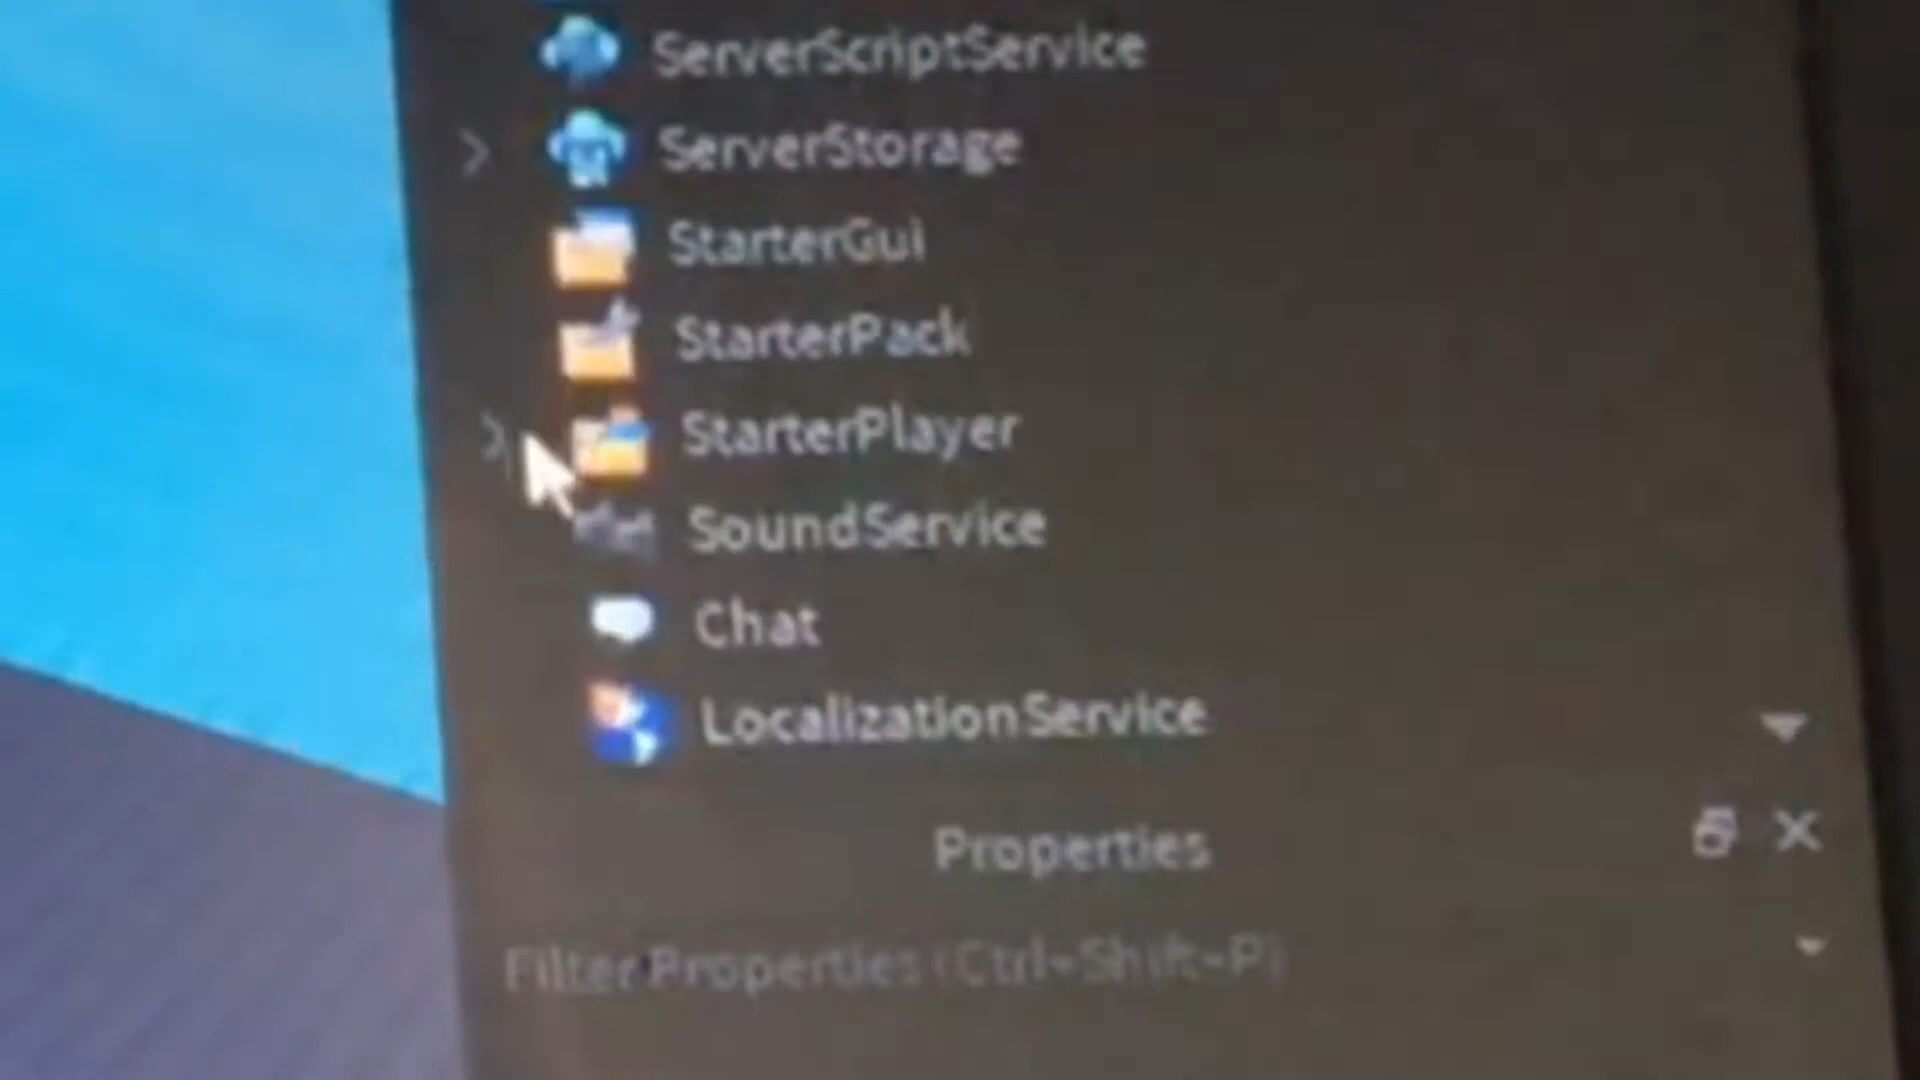 ServerScriptService
ServerStorage
StarterGui
StarterPack
StarterPlayer
SoundService
Chat
LocalizationService
Properties
Filter Properties (Ctrl+Shift+P)